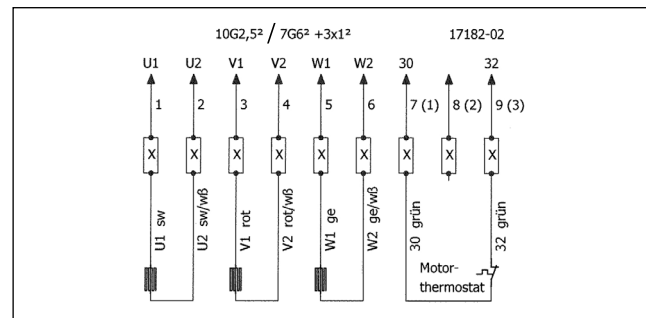 10G2,5² / 7G6² +3x1² 17182-02
U1 U2 V1 V2 W1 W2 30 32
1 2 3 4 5 6 7 (1) 8 (2) 9 (3)
X X X X X X X X X
U1 sw
U2 sw/wß
V1 rot
V2 rot/wß
W1 ge
W2 ge/wß
30 grün
32 grün
Motor-
thermostat